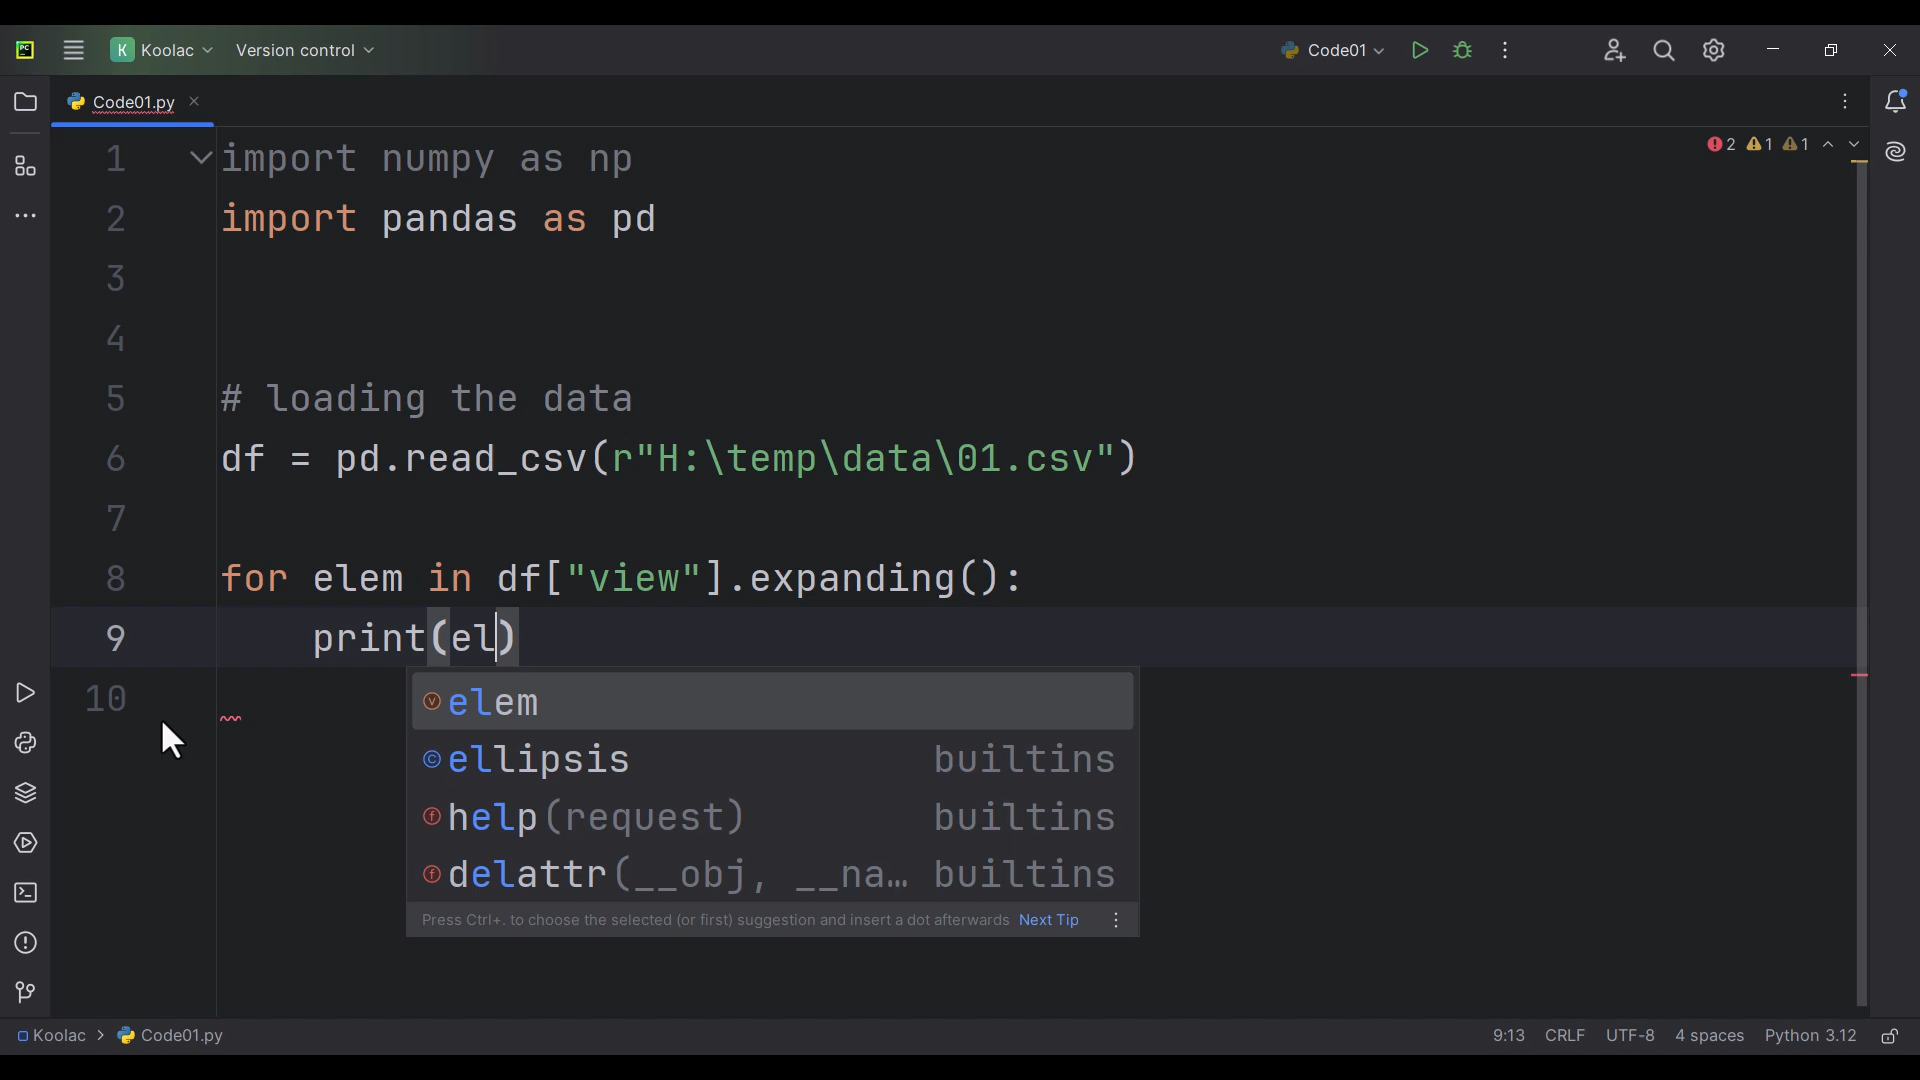 K Koolac Version control Code01
Code01.py
2 1 1
1 import numpy as np
2 import pandas as pd
3
4
5 # loading the data
6 df = pd.read_csv(r"H:\temp\data\01.csv")
7
8 for elem in df["view"].expanding():
9 print(el)
10
elem
ellipsis builtins
help(request) builtins
delattr(__obj, __na… builtins
Press Ctrl+. to choose the selected (or first) suggestion and insert a dot afterwards Next Tip
Koolac > Code01.py 9:13 CRLF UTF-8 4 spaces Python 3.12